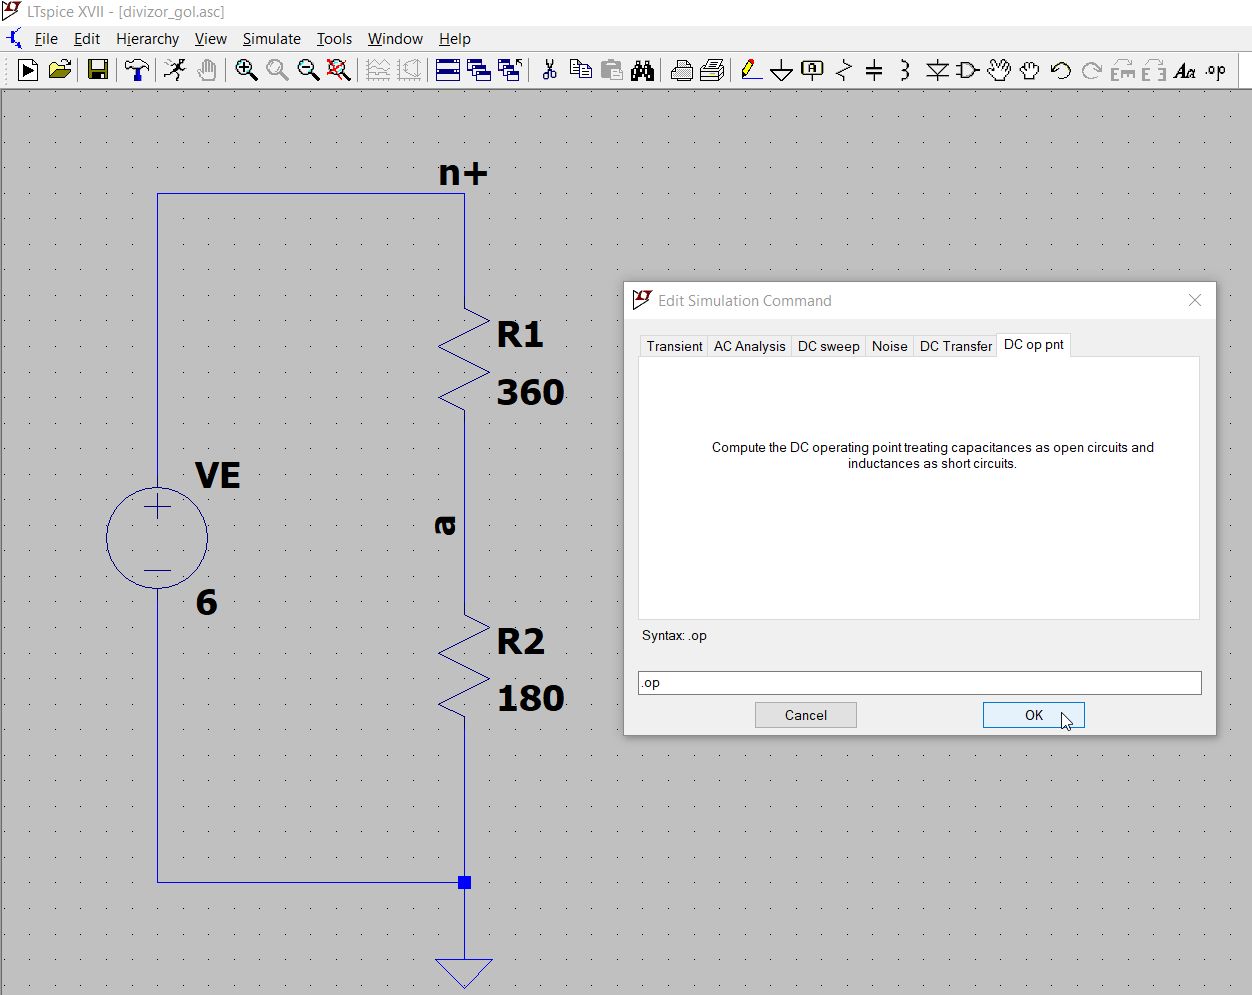 LTspice XVII - [divizor_gol.asc]
File Edit Hierarchy View Simulate Tools Window Help
A Aa .op
n+
R1
360
VE
6
a
R2
180
Edit Simulation Command
Transient AC Analysis DC sweep Noise DC Transfer DC op pnt
Compute the DC operating point treating capacitances as open circuits and
inductances as short circuits.
Syntax: .op
.op
Cancel OK